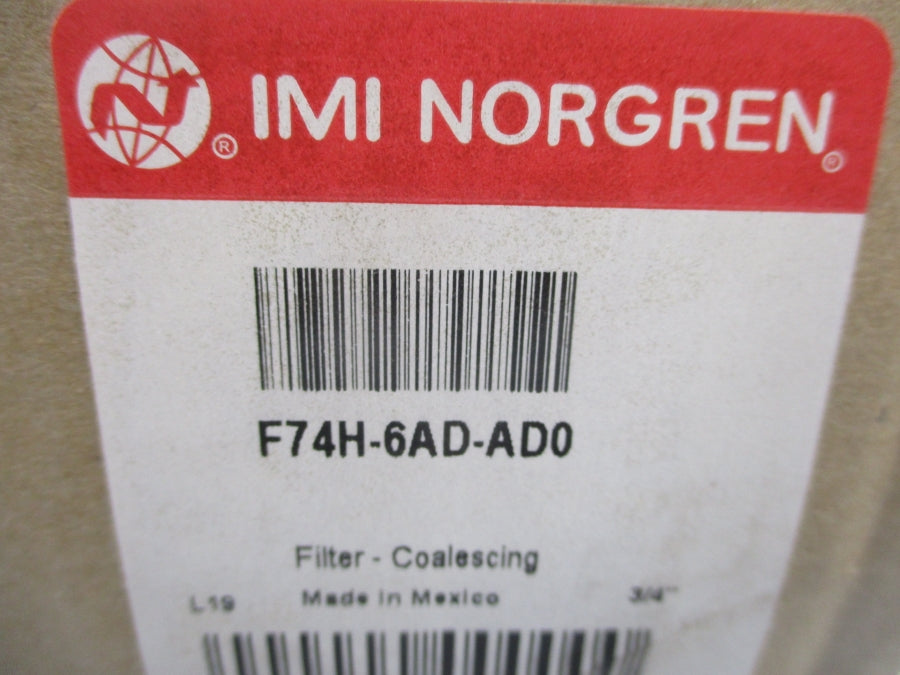 ® IMI NORGREN®
F74H-6AD-AD0
Filter - Coalescing
L19 Made in Mexico 3/4"